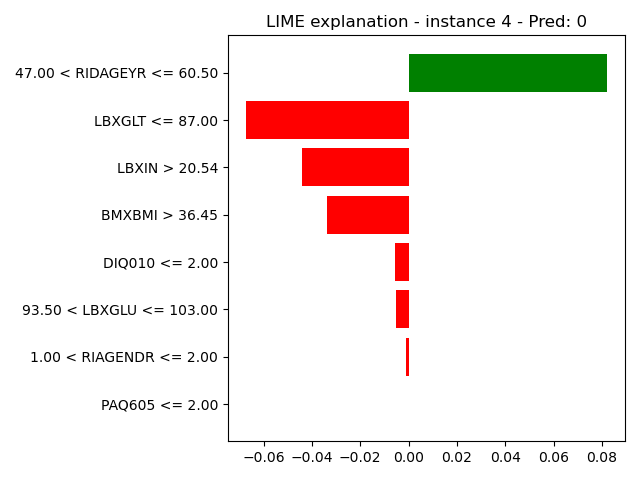 LIME explanation - instance 4 - Pred: 0
47.00 < RIDAGEYR <= 60.50
LBXGLT <= 87.00
LBXIN > 20.54
BMXBMI > 36.45
DIQ010 <= 2.00
93.50 < LBXGLU <= 103.00
1.00 < RIAGENDR <= 2.00
PAQ605 <= 2.00
−0.06 −0.04 −0.02 0.00 0.02 0.04 0.06 0.08